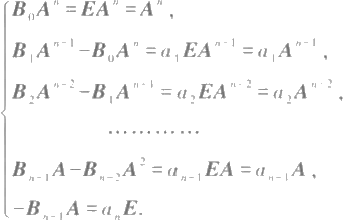 B₀Aⁿ=EAⁿ=Aⁿ ,
B₁Aⁿ⁻¹-B₀Aⁿ=a₁EAⁿ⁻¹=a₁Aⁿ⁻¹ ,
B₂Aⁿ⁻²-B₁Aⁿ⁻¹=a₂EAⁿ⁻²=a₂Aⁿ⁻² ,
…………
Bₙ₋₁A-Bₙ₋₂A²=aₙ₋₁EA=aₙ₋₁A ,
-Bₙ₋₁A=aₙE.